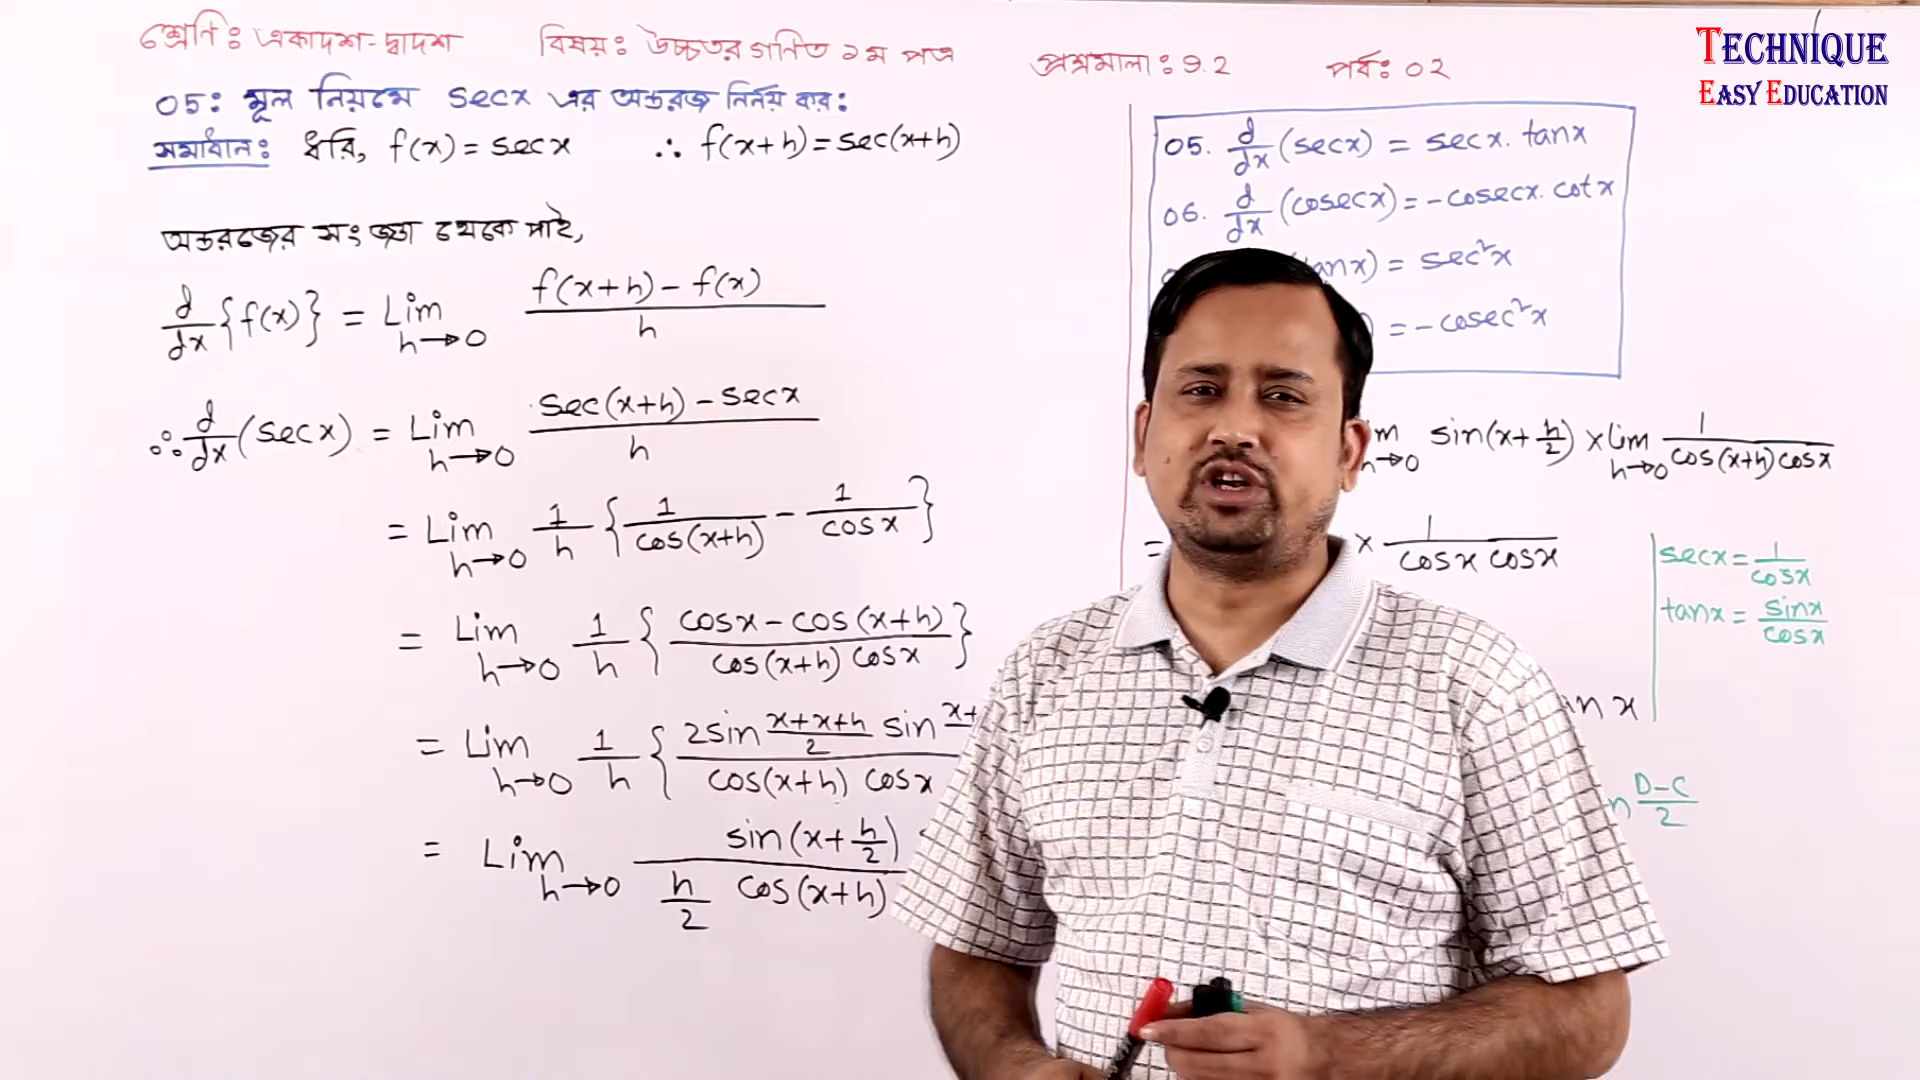 শ্রেণি: একাদশ-দ্বাদশ বিষয়: উচ্চতর গণিত ১ম পত্র প্রশ্নমালা: 9.2 পর্ব: ০২
TECHNIQUE
EASY EDUCATION
05: মূল নিয়মে secx এর অন্তরজ নির্নয় কর:
সমাধান: ধরি, f(x) = secx ∴ f(x+h) = sec(x+h)
অন্তরজের সংজ্ঞা থেকে পাই,
d/dx {f(x)} = Lim h→0 f(x+h) - f(x) / h
∴ d/dx (secx) = Lim h→0 sec(x+h) - secx / h
= Lim h→0 1/h { 1/cos(x+h) - 1/cosx }
= Lim h→0 1/h { cosx - cos(x+h) / cos(x+h) cosx }
= Lim h→0 1/h { 2sin x+x+h/2 sin x+ / cos(x+h) cosx
= Lim h→0 sin(x+h/2) / h/2 cos(x+h)
05. d/dx (secx) = secx. tanx
06. d/dx (cosecx) = -cosecx. cotx
tanx) = sec²x
) = -cosec²x
m h→0 sin(x+h/2) × lim h→0 1/cos(x+h) cosx
= × 1/cosx cosx
nx
secx = 1/cosx
tanx = sinx/cosx
n D-C/2